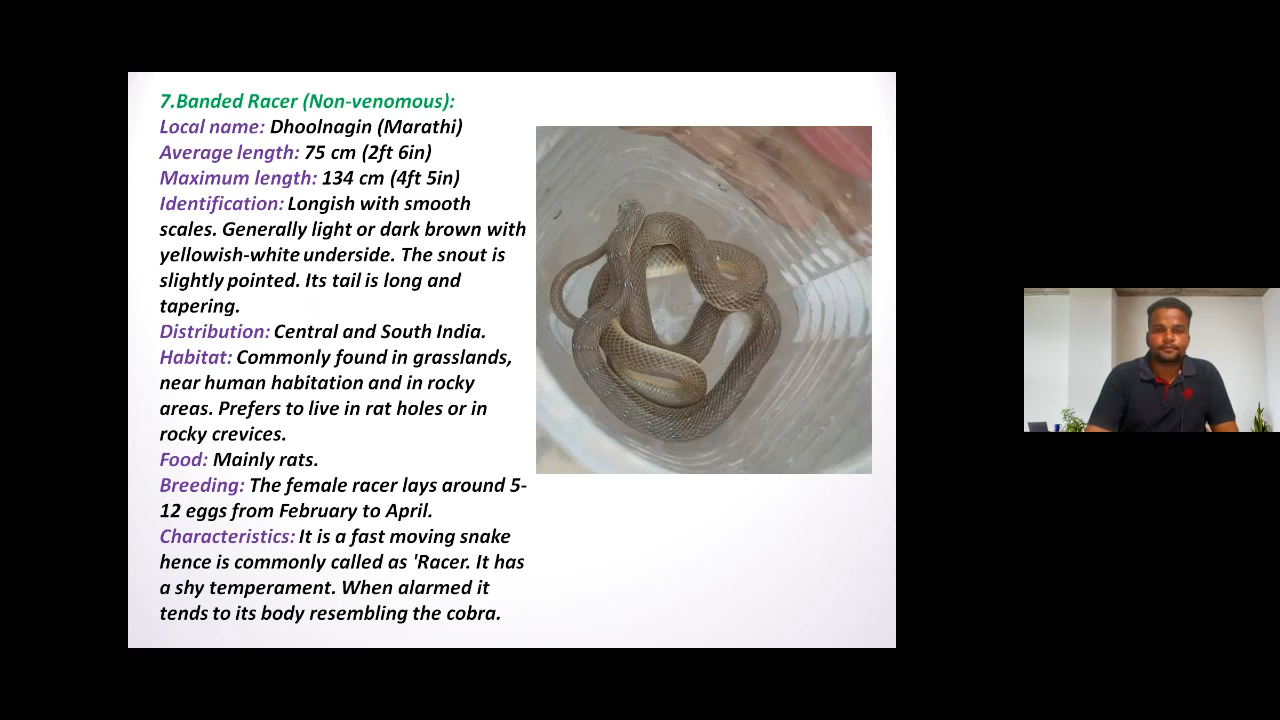 7.Banded Racer (Non-venomous):
Local name: Dhoolnagin (Marathi)
Average length: 75 cm (2ft 6in)
Maximum length: 134 cm (4ft 5in)
Identification: Longish with smooth
scales. Generally light or dark brown with
yellowish-white underside. The snout is
slightly pointed. Its tail is long and
tapering.
Distribution: Central and South India.
Habitat: Commonly found in grasslands,
near human habitation and in rocky
areas. Prefers to live in rat holes or in
rocky crevices.
Food: Mainly rats.
Breeding: The female racer lays around 5-
12 eggs from February to April.
Characteristics: It is a fast moving snake
hence is commonly called as 'Racer. It has
a shy temperament. When alarmed it
tends to its body resembling the cobra.